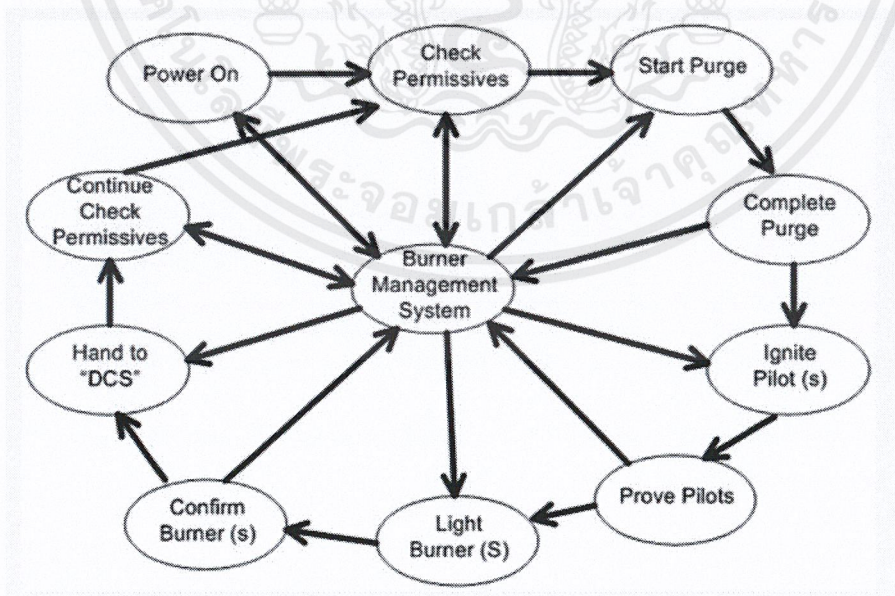 Power On
Check
Permissives
Start Purge
Continue
Check
Permissives
Complete
Purge
Burner
Management
System
Hand to
"DCS"
Ignite
Pilot (s)
Confirm
Burner (s)
Light
Burner (S)
Prove Pilots